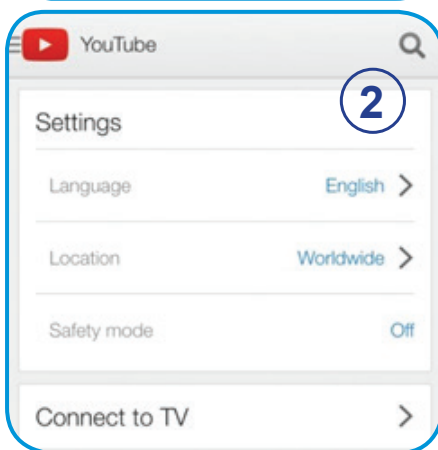 YouTube
2
Settings
Language English
Location Worldwide
Safety mode Off
Connect to TV